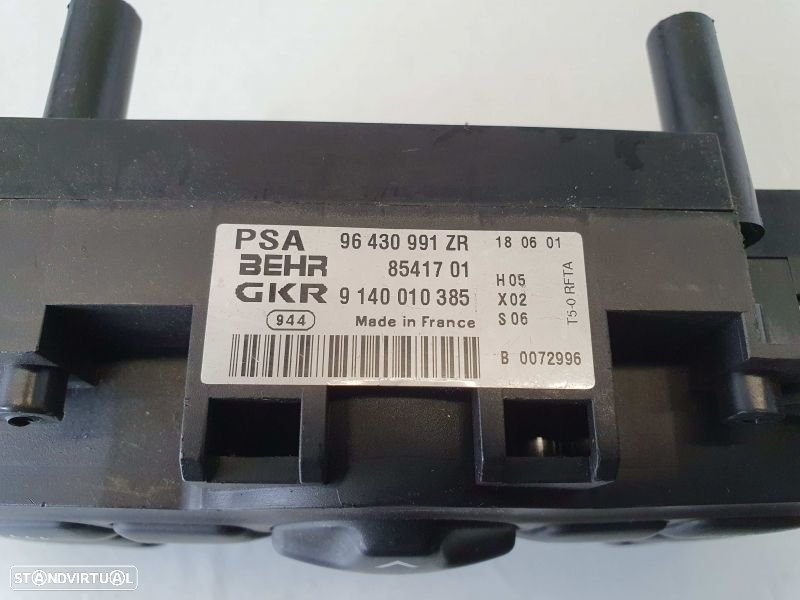 PSA 96 430 991 ZR 18 06 01
BEHR 85417 01
GKR 9 140 010 385
H05
X02
S06
T5-0 RFTA
944 Made in France
B 0072996
STANDVIRTUAL